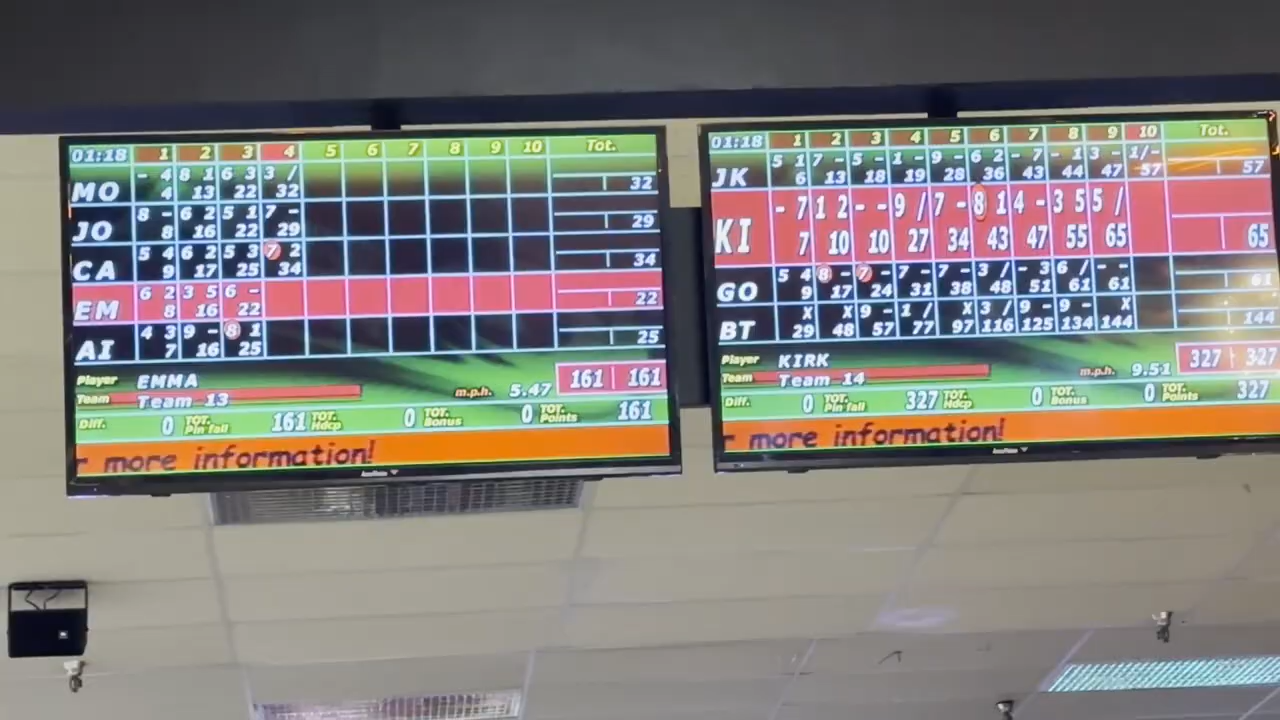 01:18 1 2 3 4 5 6 7 8 9 10 Tot.
- 4 8 1 6 3 3 /
MO 4 13 22 32 32
8 - 6 2 5 1 7 -
JO 8 16 22 29 29
5 4 6 2 5 3 7 2
CA 9 17 25 34 34
6 2 3 5 6 -
EM 8 16 22 22
4 3 9 - 8 1
AI 7 16 25 25
Player EMMA
Team Team 13 m.p.h. 5.47 161 161
Diff. 0 TOT. Pin fall 161 TOT. Hdcp 0 TOT. Bonus 0 TOT. Points 161
r more information!
01:18 1 2 3 4 5 6 7 8 9 10 Tot.
5 1 7 - 5 - 1 - 9 - 6 2 - 7 - 1 3 - 1/-
JK 6 13 18 19 28 36 43 44 47 57 57
- 7 1 2 - - 9 / 7 - 8 1 4 - 3 5 5 /
KI 7 10 10 27 34 43 47 55 65 65
5 4 8 - 7 - 7 - 7 - 3 / - 3 6 / - -
GO 9 17 24 31 38 48 51 61 61 61
X X 9 - 1 / X 3 / 9 - 9 - X
BT 29 48 57 77 97 116 125 134 144 144
Player KIRK
Team Team 14 m.p.h. 9.51 327 327
Diff. 0 TOT. Pin fall 327 TOT. Hdcp 0 TOT. Bonus 0 TOT. Points 327
r more information!